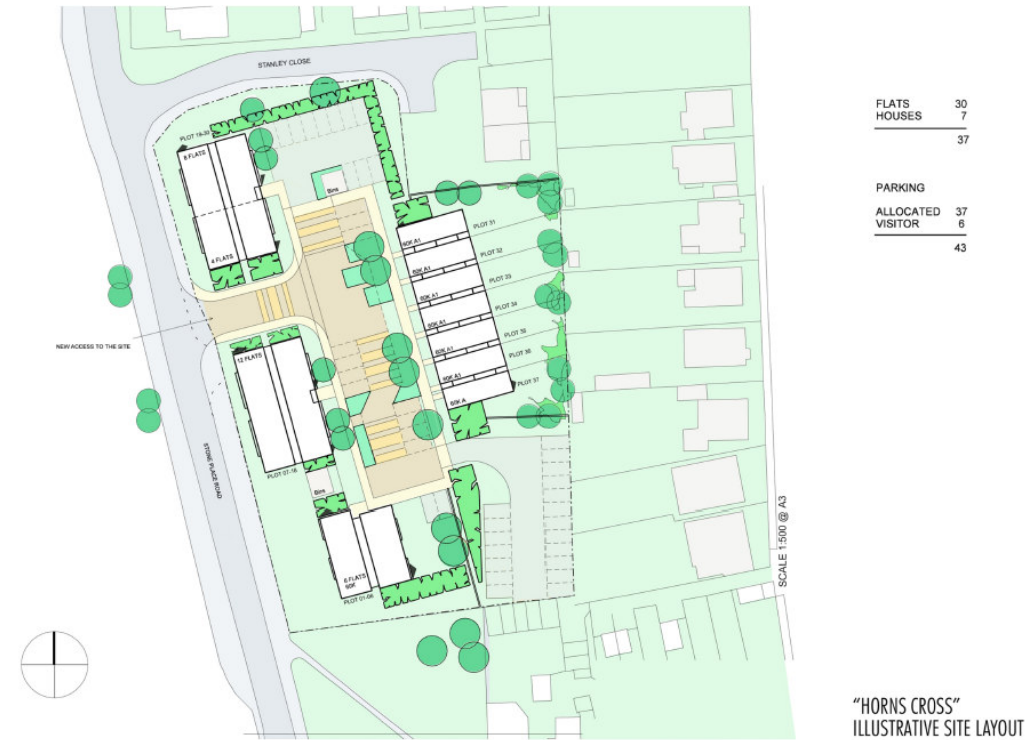 STANLEY CLOSE
FLATS 30
HOUSES 7
37
PARKING
ALLOCATED 37
VISITOR 6
43
PLOT 19-30
8 FLATS
4 FLATS
Bins
PLOT 31
PLOT 32
PLOT 33
PLOT 34
PLOT 35
PLOT 36
PLOT 37
NEW ACCESS TO THE SITE
12 FLATS
STONE PLACE ROAD
PLOT 07-18
Bins
6 FLATS
PLOT 01-06
SCALE 1:500 @ A3
“HORNS CROSS”
ILLUSTRATIVE SITE LAYOUT